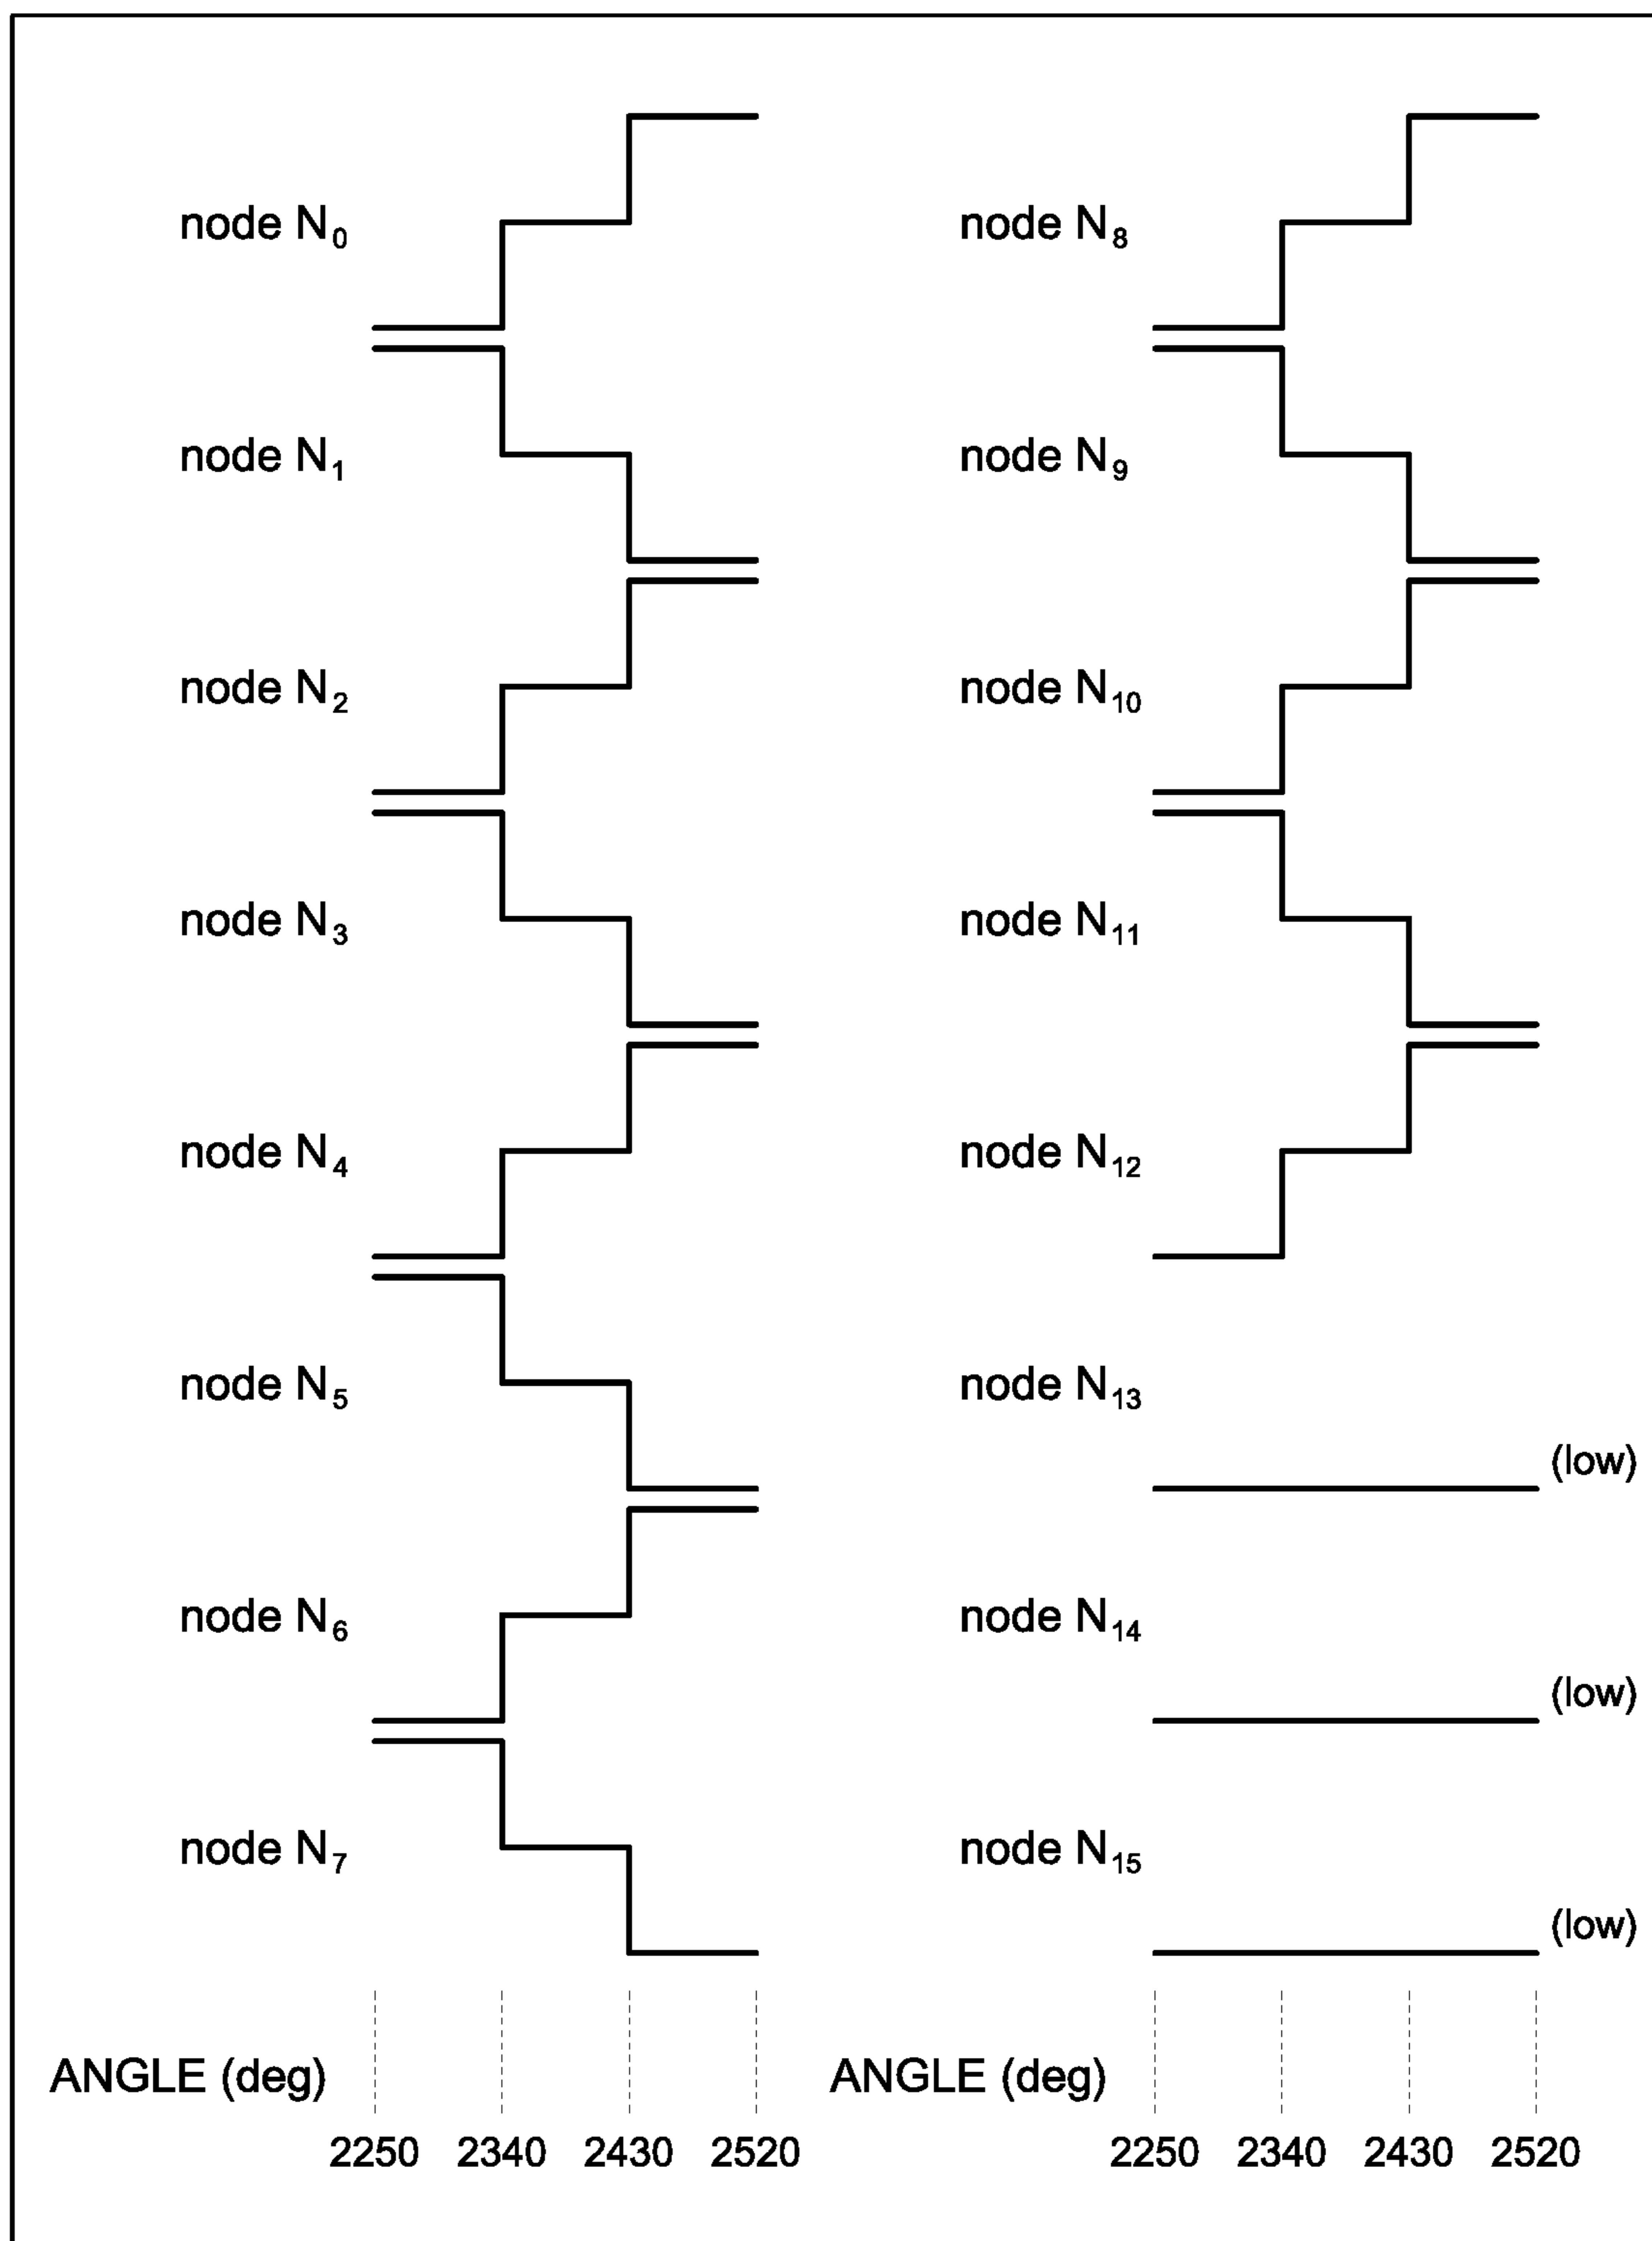 node N0
node N1
node N2
node N3
node N4
node N5
node N6
node N7
ANGLE (deg)
2250 2340 2430 2520
node N8
node N9
node N10
node N11
node N12
node N13
(low)
node N14
(low)
node N15
(low)
ANGLE (deg)
2250 2340 2430 2520